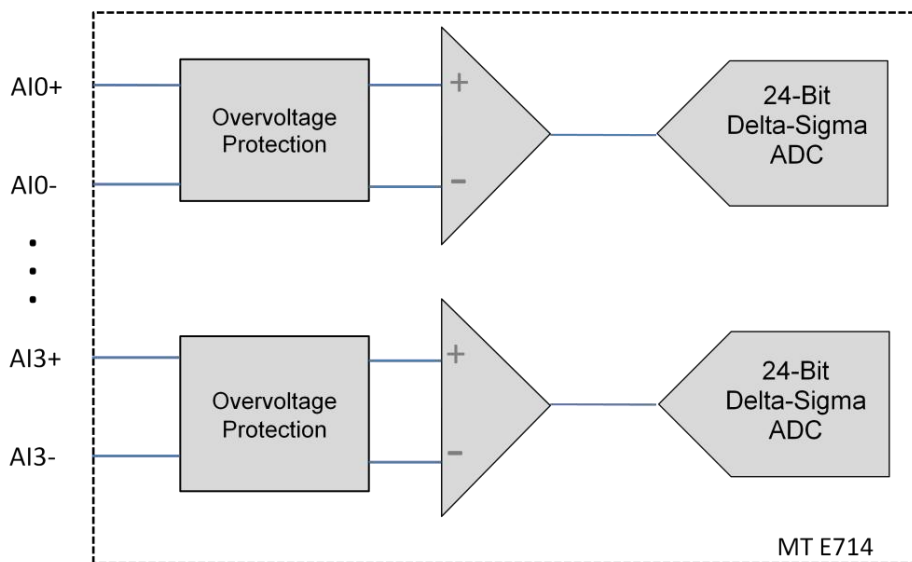 AI0+
Overvoltage
Protection
+
24-Bit
Delta-Sigma
ADC
AI0-
−
AI3+
Overvoltage
Protection
+
24-Bit
Delta-Sigma
ADC
AI3-
−
MT E714